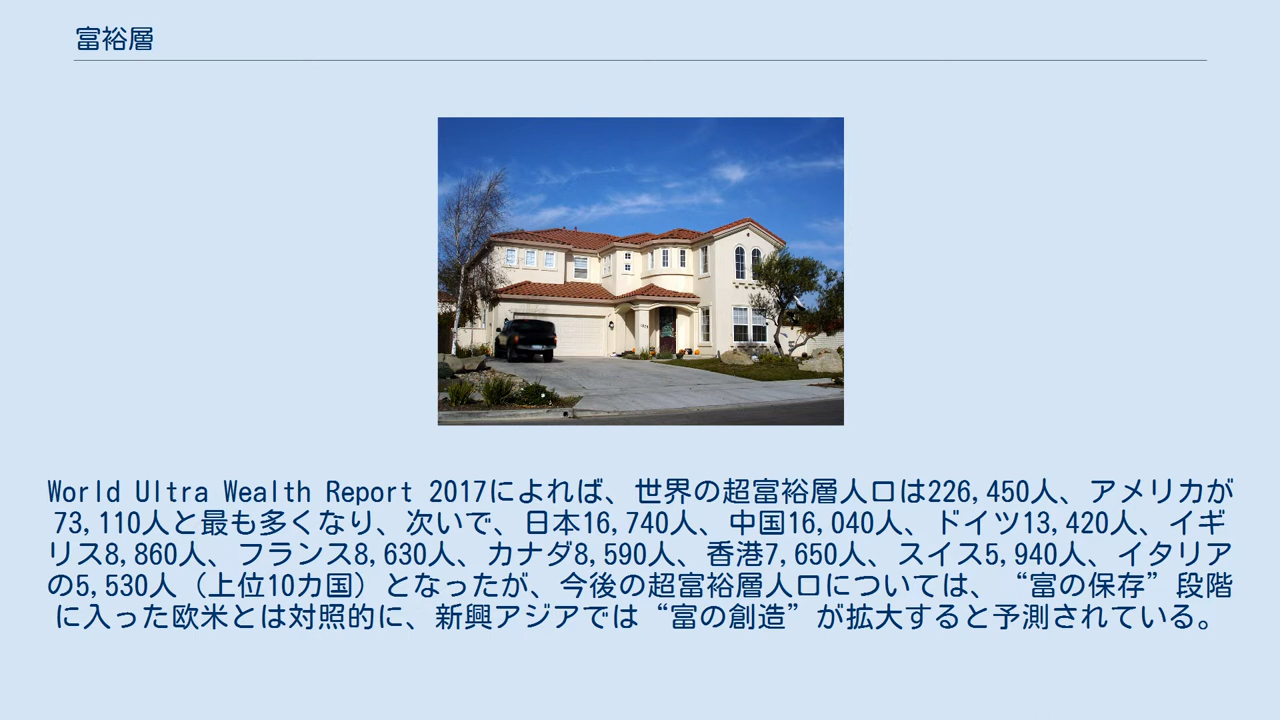 富裕層
World Ultra Wealth Report 2017によれば、世界の超富裕層人口は226,450人、アメリカが
73,110人と最も多くなり、次いで、日本16,740人、中国16,040人、ドイツ13,420人、イギ
リス8,860人、フランス8,630人、カナダ8,590人、香港7,650人、スイス5,940人、イタリア
の5,530人（上位10カ国）となったが、今後の超富裕層人口については、“富の保存”段階
に入った欧米とは対照的に、新興アジアでは“富の創造”が拡大すると予測されている。